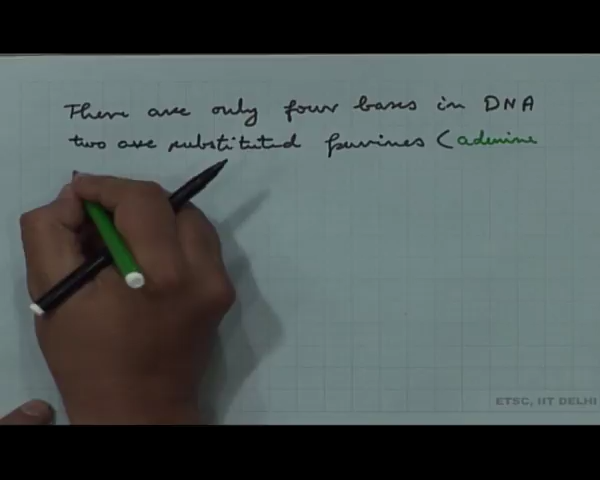 There are only four bases in DNA
two are substituted purines (adenine
ETSC, IIT DELHI